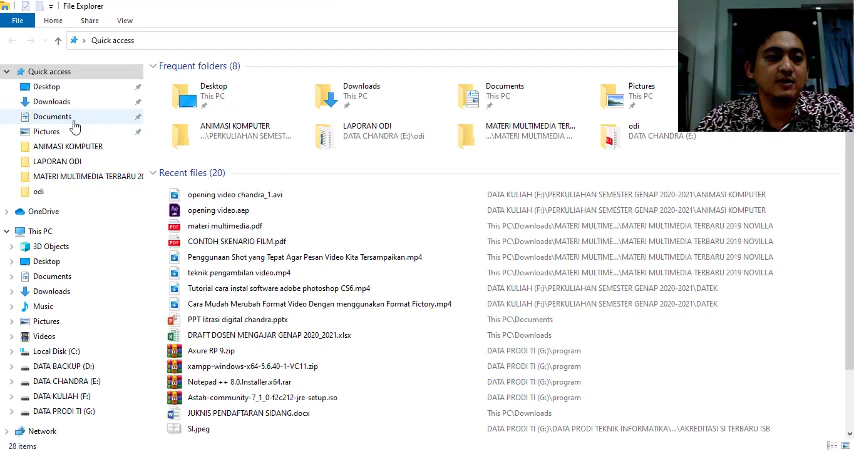 File Explorer
File Home Share View
Quick access
Quick access
Desktop
Downloads
Documents
Pictures
ANIMASI KOMPUTER
LAPORAN ODI
MATERI MULTIMEDIA TERBARU 20
odi
OneDrive
This PC
3D Objects
Desktop
Documents
Downloads
Music
Pictures
Videos
Local Disk (C:)
DATA BACKUP (D:)
DATA CHANDRA (E:)
DATA KULIAH (F:)
DATA PRODI TI (G:)
Network
28 items
Frequent folders (8)
Desktop
This PC
Downloads
This PC
Documents
This PC
Pictures
This PC
ANIMASI KOMPUTER
...\PERKULIAHAN SEMEST...
LAPORAN ODI
DATA CHANDRA (E:)\odi
MATERI MULTIMEDIA TER...
...\MATERI MULTIMEDIA T...
odi
DATA CHANDRA (E:)
Recent files (20)
opening video chandra_1.avi DATA KULIAH (F:)\PERKULIAHAN SEMESTER GENAP 2020-2021\ANIMASI KOMPUTER
opening video.aep DATA KULIAH (F:)\PERKULIAHAN SEMESTER GENAP 2020-2021\ANIMASI KOMPUTER
materi multimedia.pdf This PC\Downloads\MATERI MULTIME...\MATERI MULTIMEDIA TERBARU 2019 NOVILLA
CONTOH SKENARIO FILM.pdf This PC\Downloads\MATERI MULTIME...\MATERI MULTIMEDIA TERBARU 2019 NOVILLA
Penggunaan Shot yang Tepat Agar Pesan Video Kita Tersampaikan.mp4 This PC\Downloads\MATERI MULTIME...\MATERI MULTIMEDIA TERBARU 2019 NOVILLA
teknik pengambilan video.mp4 This PC\Downloads\MATERI MULTIME...\MATERI MULTIMEDIA TERBARU 2019 NOVILLA
Tutorial cara instal software adobe photoshop CS6.mp4 DATA KULIAH (F:)\PERKULIAHAN SEMESTER GENAP 2020-2021\DATEK
Cara Mudah Merubah Format Video Dengan menggunakan Format Fictory.mp4 DATA KULIAH (F:)\PERKULIAHAN SEMESTER GENAP 2020-2021\DATEK
PPT litrasi digital chandra.pptx This PC\Documents
DRAFT DOSEN MENGAJAR GENAP 2020_2021.xlsx This PC\Downloads
Axure RP 9.zip DATA PRODI TI (G:)\program
xampp-windows-x64-5.6.40-1-VC11.zip DATA PRODI TI (G:)\program
Notepad ++ 8.0.Installer.x64.rar DATA PRODI TI (G:)\program
Astah-community-7_1_0-f2c212-jre-setup.iso DATA PRODI TI (G:)\program
JUKNIS PENDAFTARAN SIDANG.docx This PC\Downloads
SI.jpeg DATA PRODI TI (G:)\DATA PRODI TEKNIK INFORMATIKA\...\AKREDITASI SI TERBARU ISB